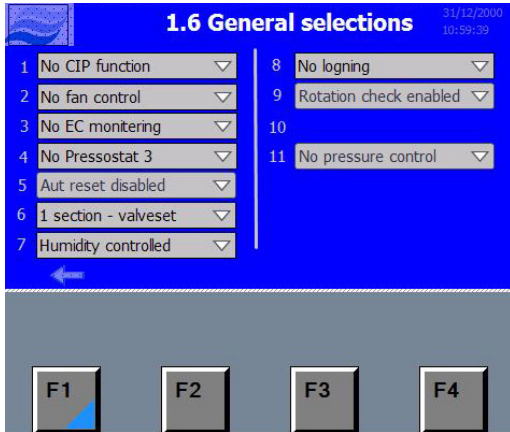 1.6 General selections
31/12/2000
10:59:39
1 No CIP function
2 No fan control
3 No EC monitering
4 No Pressostat 3
5 Aut reset disabled
6 1 section - valveset
7 Humidity controlled
8 No logning
9 Rotation check enabled
10
11 No pressure control
F1 F2 F3 F4